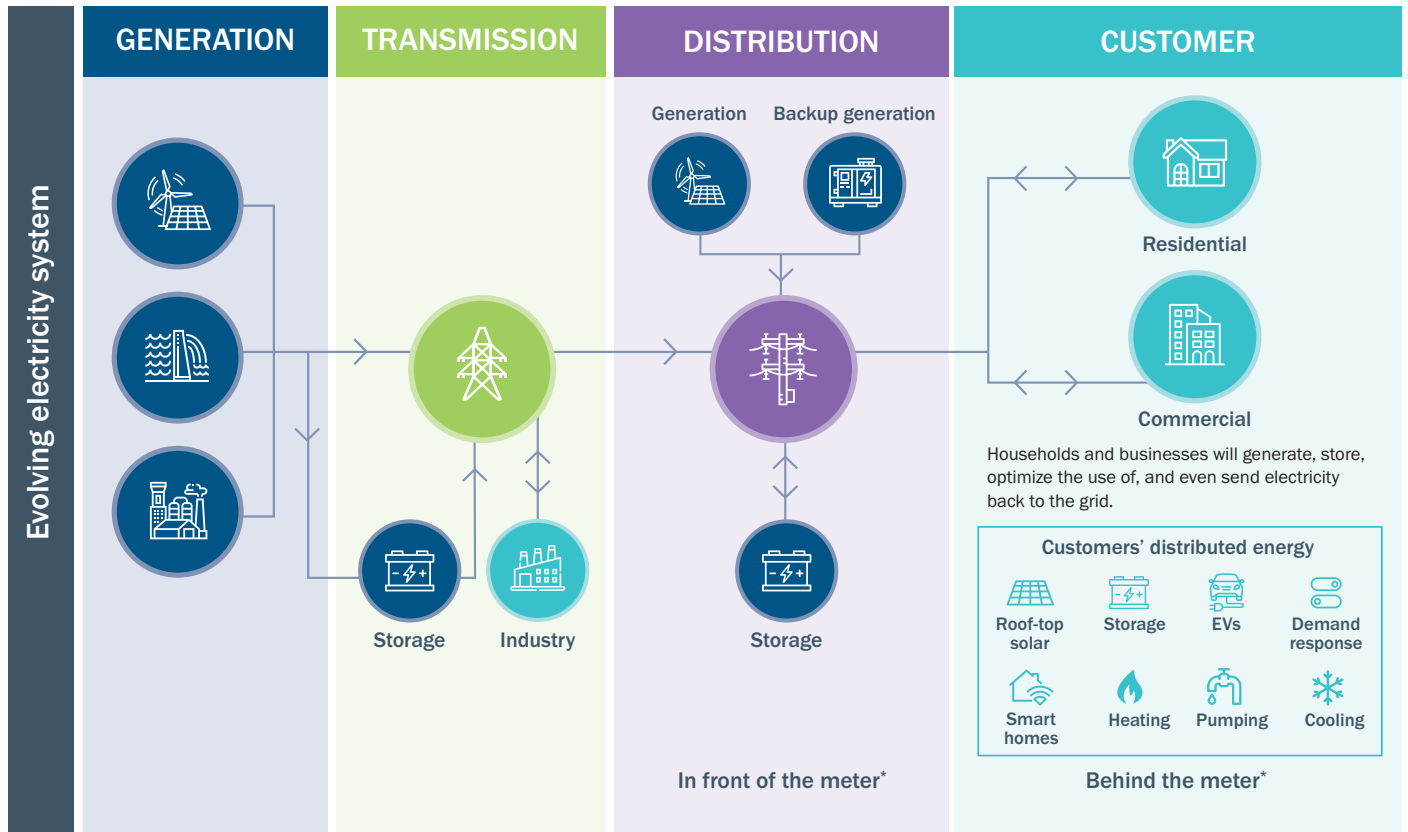 Evolving electricity system
GENERATION
TRANSMISSION
DISTRIBUTION
CUSTOMER
Generation
Backup generation
Residential
Commercial
Storage
Industry
Storage
Households and businesses will generate, store,
optimize the use of, and even send electricity
back to the grid.
Customers’ distributed energy
Roof-top
solar
Storage
EVs
Demand
response
Smart
homes
Heating
Pumping
Cooling
In front of the meter*
Behind the meter*